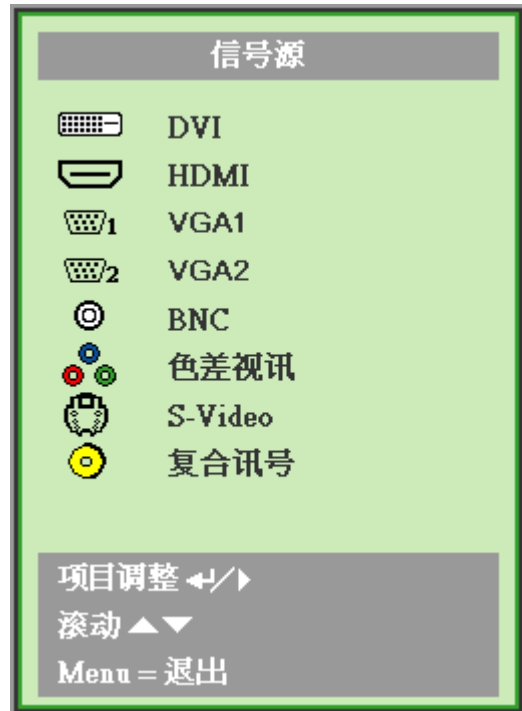 信号源
DVI
HDMI
1 VGA1
2 VGA2
BNC
色差视讯
S-Video
复合讯号
项目调整 ↵/▶
滚动 ▲▼
Menu = 退出